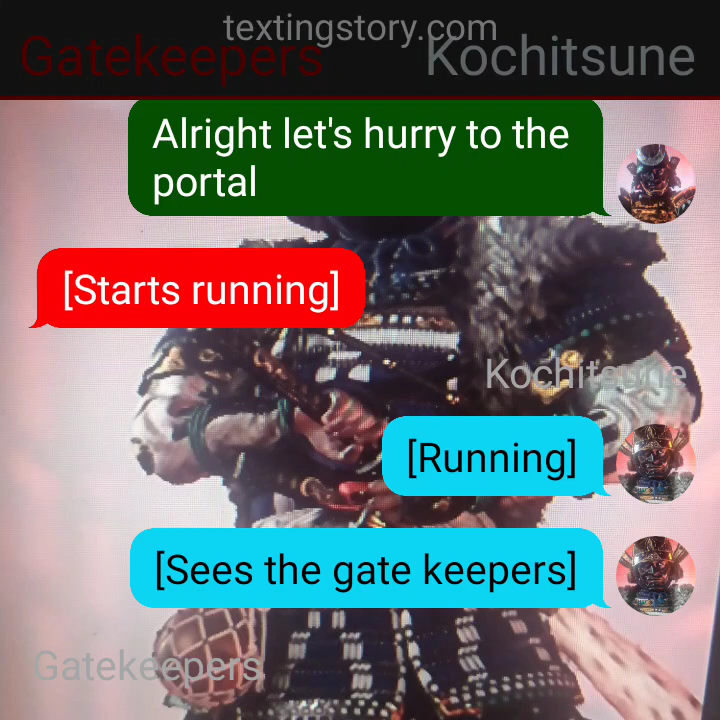 textingstory.com
Gatekeepers
Kochitsune
Alright let's hurry to the
portal
[Starts running]
Kochitsune
[Running]
[Sees the gate keepers]
Gatekeepers